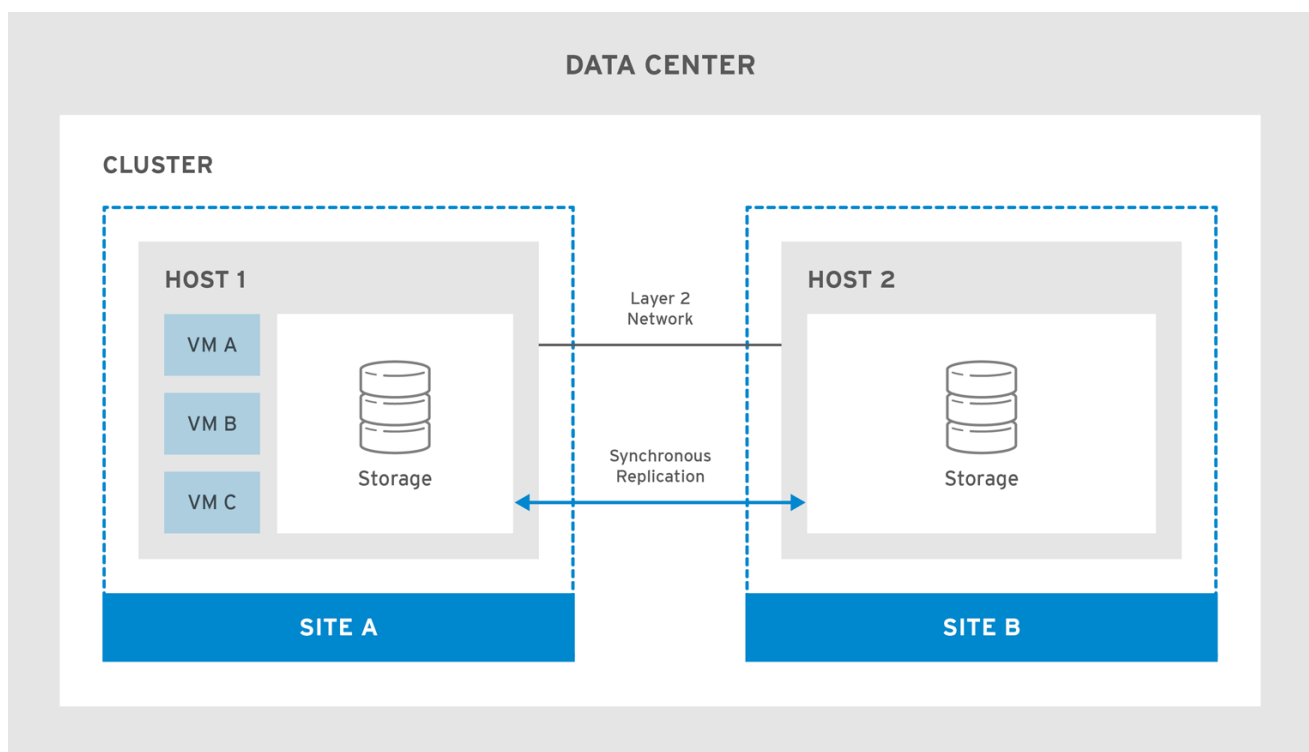 DATA CENTER
CLUSTER
HOST 1
VM A
VM B
VM C
Storage
Layer 2
Network
Synchronous
Replication
HOST 2
Storage
SITE A
SITE B